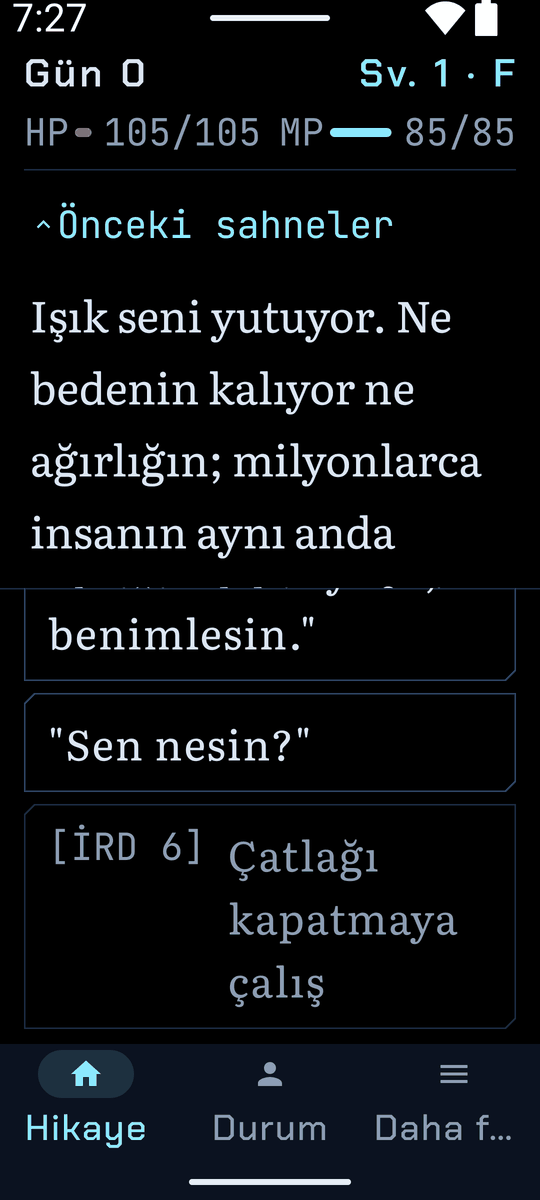 7:27
Gün 0 Sv. 1 · F
HP 105/105 MP 85/85
Önceki sahneler
Işık seni yutuyor. Ne
bedenin kalıyor ne
ağırlığın; milyonlarca
insanın aynı anda
benimlesin."
"Sen nesin?"
[İRD 6] Çatlağı
kapatmaya
çalış
Hikaye Durum Daha f...